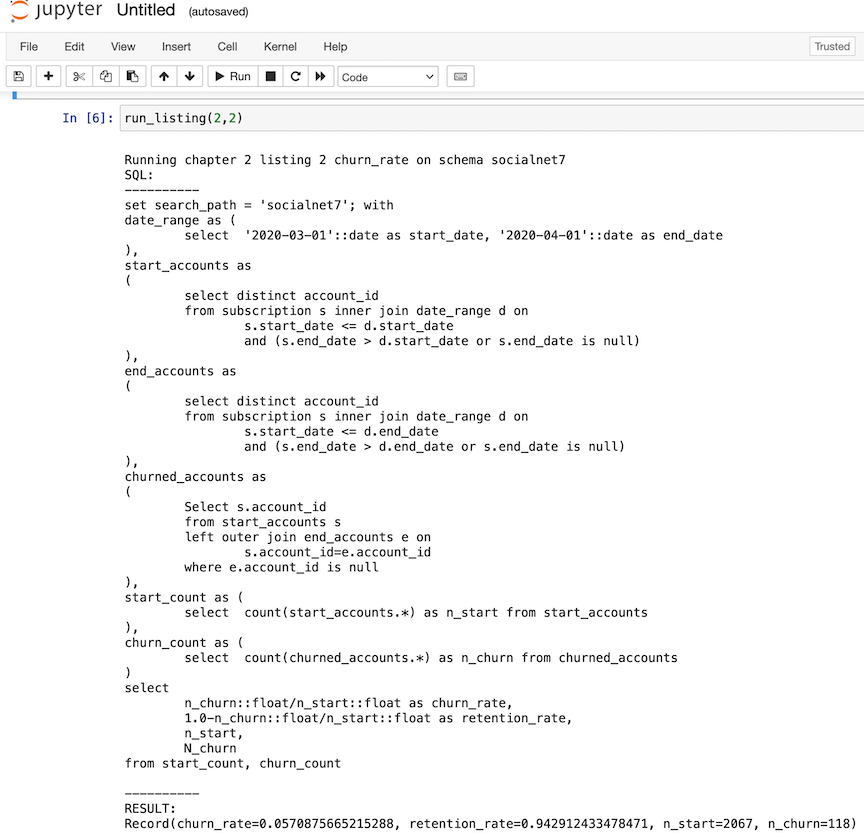 jupyter Untitled (autosaved)
File Edit View Insert Cell Kernel Help Trusted
Run Code
In [6]: run_listing(2,2)
Running chapter 2 listing 2 churn_rate on schema socialnet7
SQL:
----------
set search_path = 'socialnet7'; with
date_range as (
        select  '2020-03-01'::date as start_date, '2020-04-01'::date as end_date
),
start_accounts as
(
        select distinct account_id
        from subscription s inner join date_range d on
                s.start_date <= d.start_date
                and (s.end_date > d.start_date or s.end_date is null)
),
end_accounts as
(
        select distinct account_id
        from subscription s inner join date_range d on
                s.start_date <= d.end_date
                and (s.end_date > d.end_date or s.end_date is null)
),
churned_accounts as
(
        Select s.account_id
        from start_accounts s
        left outer join end_accounts e on
                s.account_id=e.account_id
        where e.account_id is null
),
start_count as (
        select  count(start_accounts.*) as n_start from start_accounts
),
churn_count as (
        select  count(churned_accounts.*) as n_churn from churned_accounts
)
select
        n_churn::float/n_start::float as churn_rate,
        1.0-n_churn::float/n_start::float as retention_rate,
        n_start,
        N_churn
from start_count, churn_count
----------
RESULT:
Record(churn_rate=0.0570875665215288, retention_rate=0.942912433478471, n_start=2067, n_churn=118)